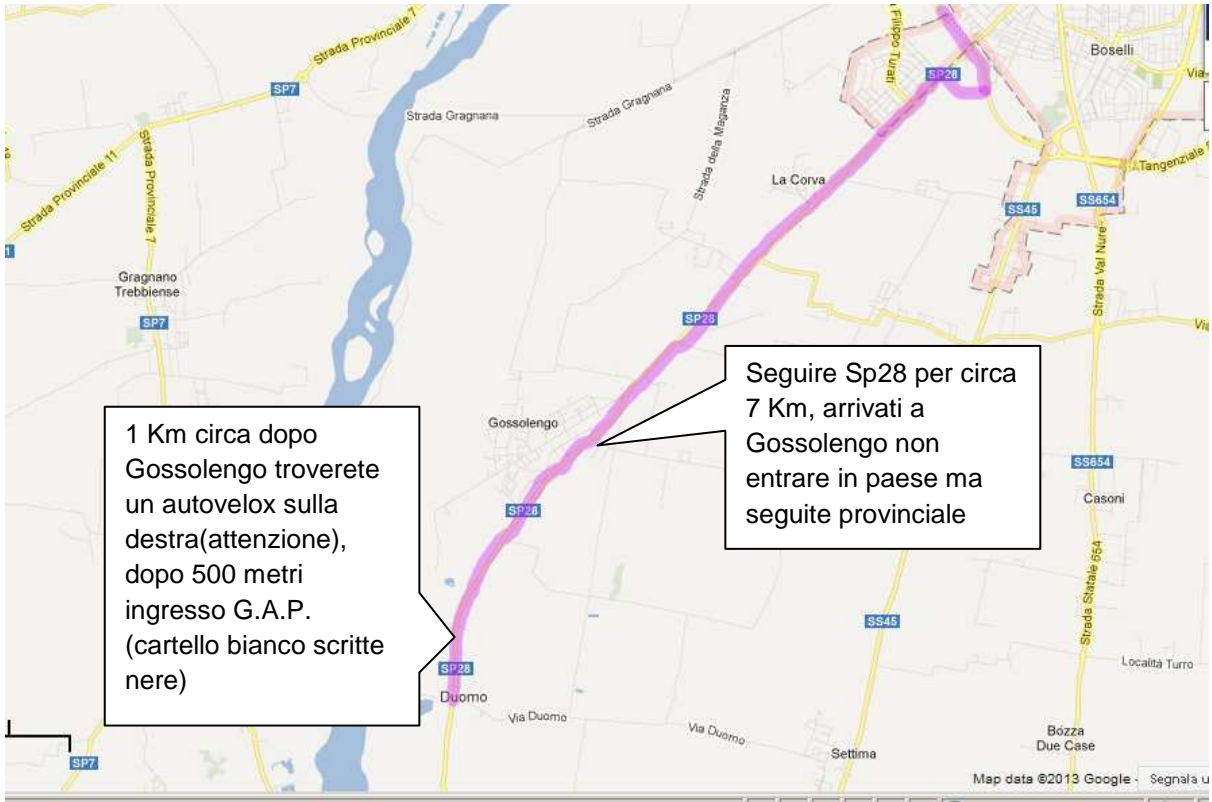 Strada Provinciale 7
SP7
Strada Provinciale 11
Strada Provinciale 7
Gragnano
Trebbiense
SP7
Strada Gragnana
Strada Gragnana
Strada della Maganza
Filippo Turati
SP28
Boselli
Via
La Corva
Tangenziale
SS45
SS654
Strada Val Nure
SP28
Seguire Sp28 per circa
7 Km, arrivati a
Gossolengo non
entrare in paese ma
seguite provinciale
Gossolengo
1 Km circa dopo
Gossolengo troverete
un autovelox sulla
destra(attenzione),
dopo 500 metri
ingresso G.A.P.
(cartello bianco scritte
nere)
SP28
SS654
Casoni
Strada Statale 654
SS45
SP28
Duomo
Via Duomo
Via Duomo
Settima
Località Turro
Bozza
Due Case
SP7
Map data ©2013 Google - Segnala u